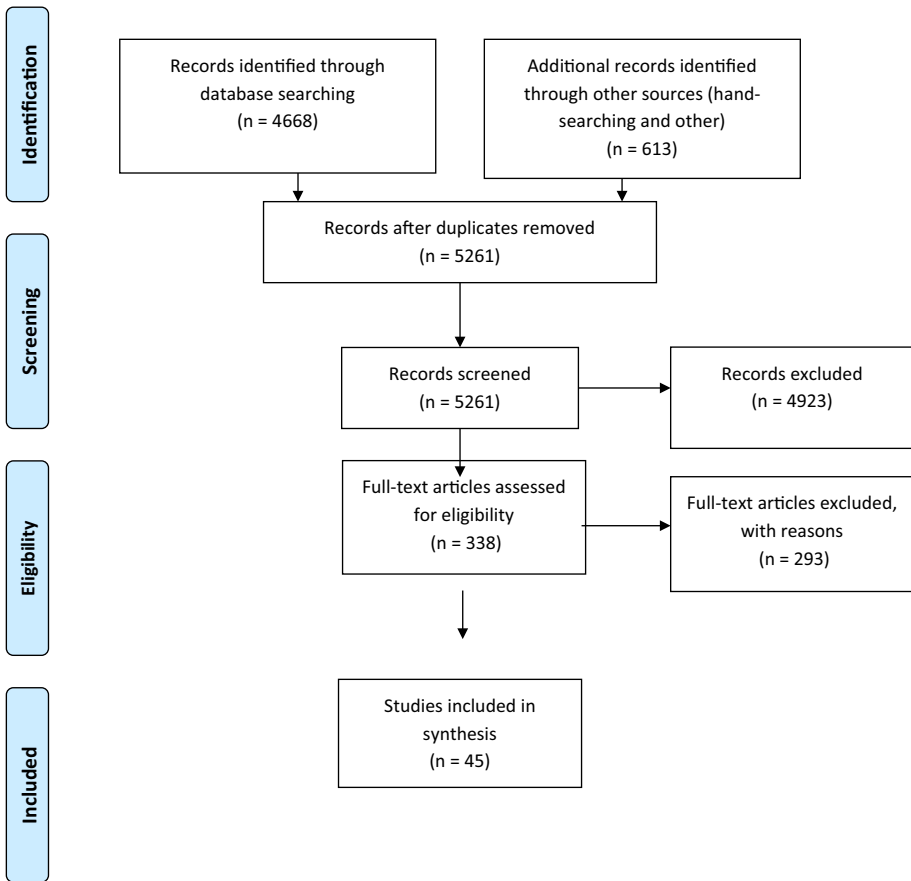 Identification
Records identified through
database searching
(n = 4668)
Additional records identified
through other sources (hand-
searching and other)
(n = 613)
Records after duplicates removed
(n = 5261)
Screening
Records screened
(n = 5261)
Records excluded
(n = 4923)
Eligibility
Full-text articles assessed
for eligibility
(n = 338)
Full-text articles excluded,
with reasons
(n = 293)
Included
Studies included in
synthesis
(n = 45)